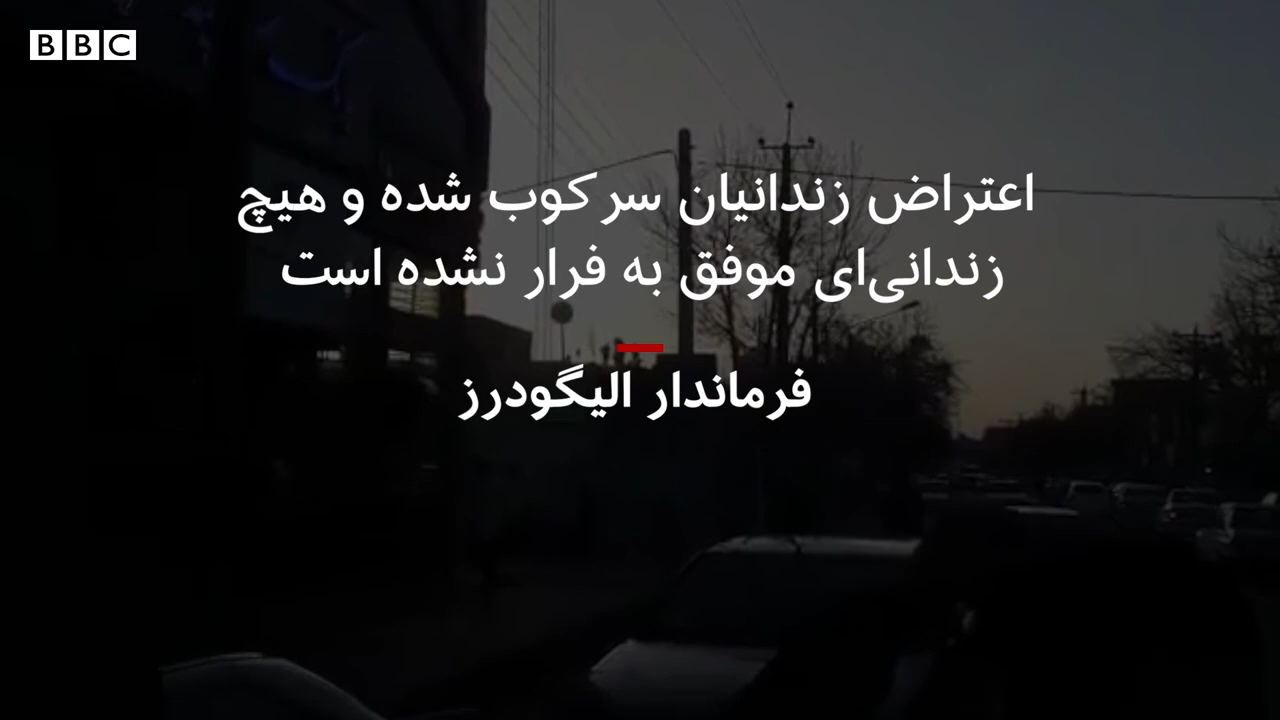 BBC
اعتراض زندانیان سرکوب شده و هیچ
زندانی‌ای موفق به فرار نشده است
فرماندار الیگودرز